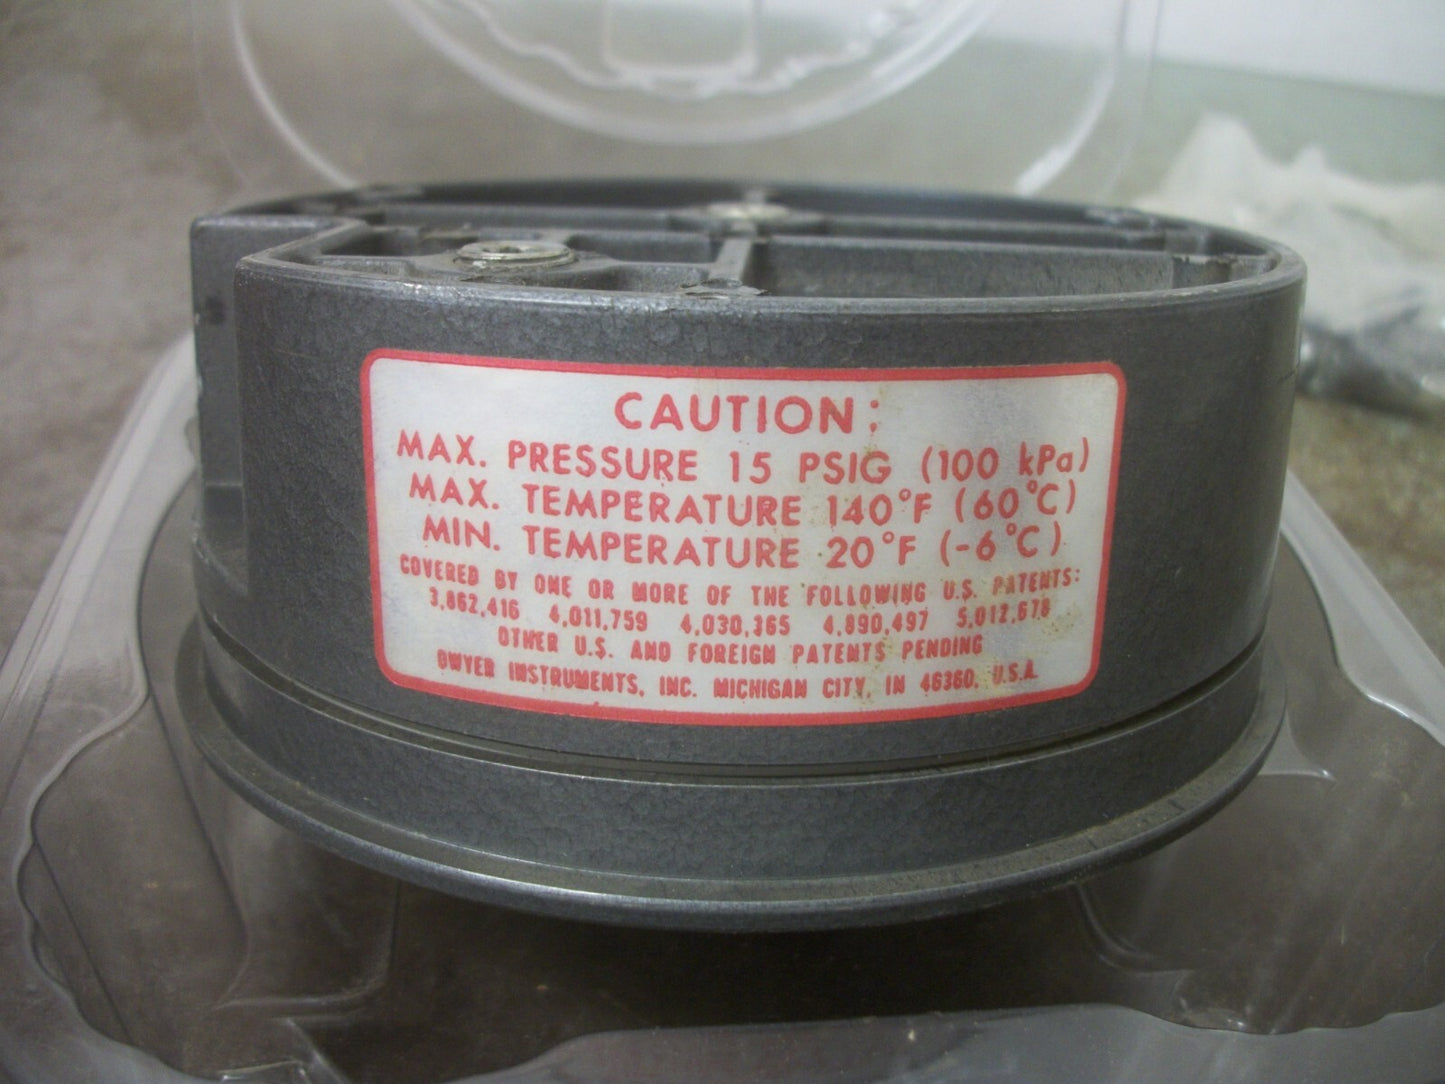 CAUTION:
MAX. PRESSURE 15 PSIG (100 kPa)
MAX. TEMPERATURE 140°F (60°C)
MIN. TEMPERATURE 20°F (-6°C)
COVERED BY ONE OR MORE OF THE FOLLOWING U.S. PATENTS:
3,862,416 4,011,759 4,030,365 4,890,497 5,012,678
OTHER U.S. AND FOREIGN PATENTS PENDING
DWYER INSTRUMENTS, INC. MICHIGAN CITY, IN 46360, U.S.A.